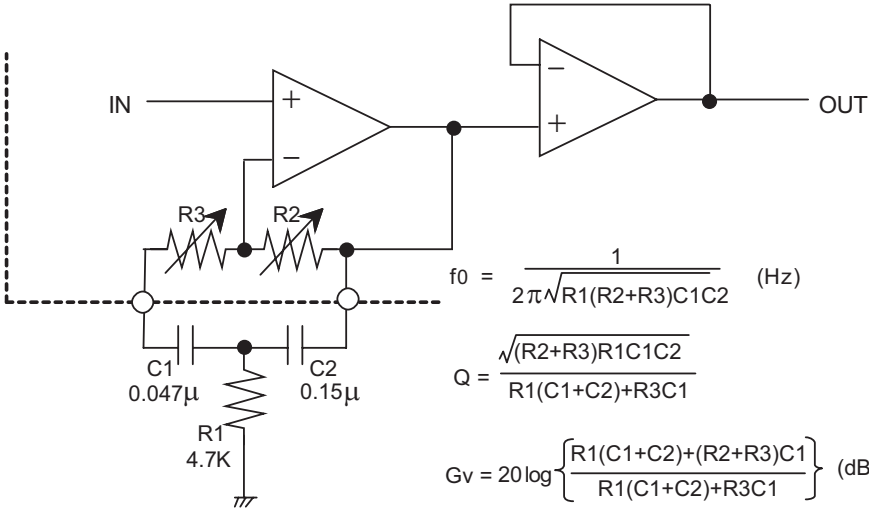 IN
+
−
−
+
OUT
R3
R2
C1
0.047μ
C2
0.15μ
R1
4.7K
f0 = 1 / 2π√R1(R2+R3)C1C2 (Hz)
Q = √(R2+R3)R1C1C2 / R1(C1+C2)+R3C1
Gv = 20log{R1(C1+C2)+(R2+R3)C1 / R1(C1+C2)+R3C1} (dB